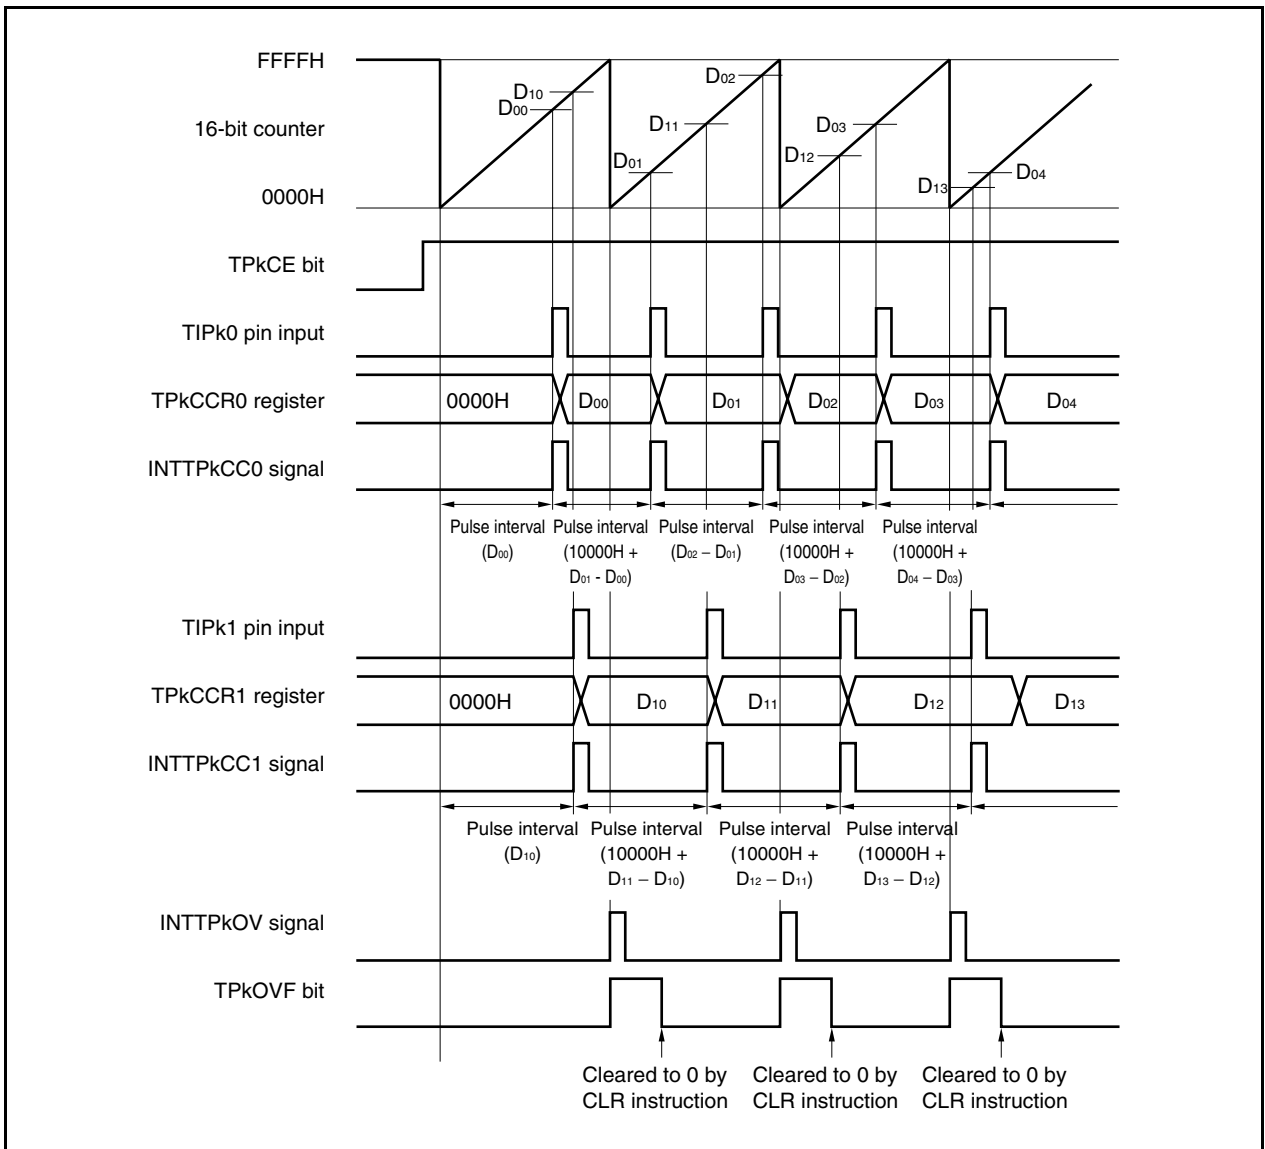 FFFFH
D02
D10
D00
16-bit counter
D11
D03
D12
D01
D04
D13
0000H
TPkCE bit
TIPk0 pin input
TPkCCR0 register
0000H
D00
D01
D02
D03
D04
INTTPkCC0 signal
Pulse interval
(D00)
Pulse interval
(10000H +
D01 - D00)
Pulse interval
(D02 – D01)
Pulse interval
(10000H +
D03 – D02)
Pulse interval
(10000H +
D04 – D03)
TIPk1 pin input
TPkCCR1 register
0000H
D10
D11
D12
D13
INTTPkCC1 signal
Pulse interval
(D10)
Pulse interval
(10000H +
D11 – D10)
Pulse interval
(10000H +
D12 – D11)
Pulse interval
(10000H +
D13 – D12)
INTTPkOV signal
TPkOVF bit
Cleared to 0 by
CLR instruction
Cleared to 0 by
CLR instruction
Cleared to 0 by
CLR instruction